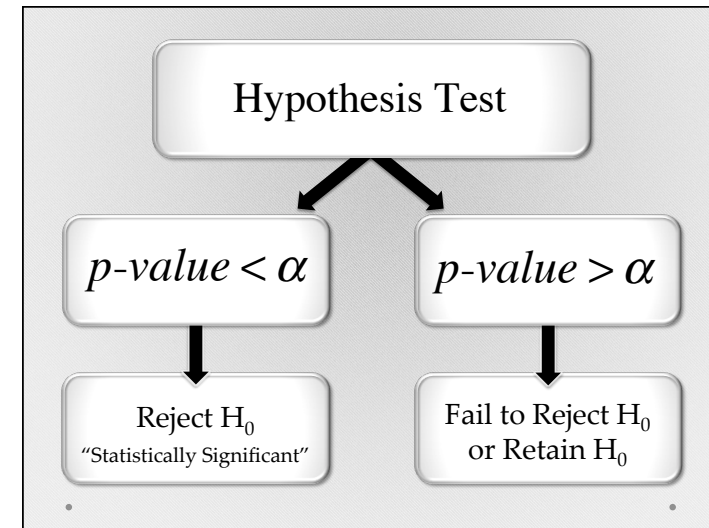 Hypothesis Test
p-value < α
p-value > α
Reject H₀
“Statistically Significant”
Fail to Reject H₀
or Retain H₀